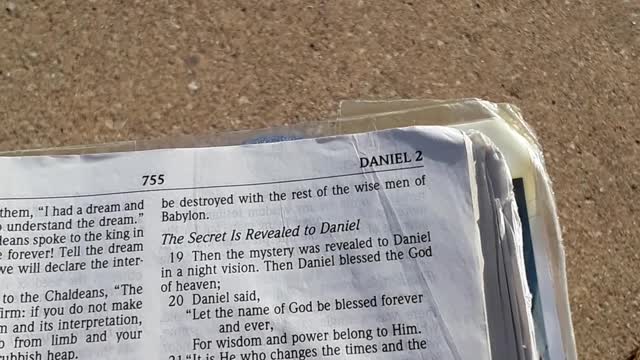 755
DANIEL 2
them, “I had a dream and
understand the dream.”
deans spoke to the king in
forever! Tell the dream
we will declare the inter-
to the Chaldeans, “The
firm: if you do not make
m and its interpretation,
from limb and your
rubbish heap.
be destroyed with the rest of the wise men of
Babylon.
The Secret Is Revealed to Daniel
19 Then the mystery was revealed to Daniel
in a night vision. Then Daniel blessed the God
of heaven;
20 Daniel said,
“Let the name of God be blessed forever
and ever,
For wisdom and power belong to Him.
21 “It is He who changes the times and the